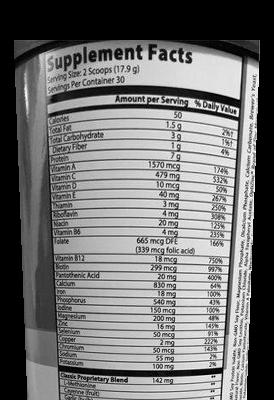 Supplement Facts
Serving Size: 2 Scoops (17.9 g)
Servings Per Container 30
Amount per Serving % Daily Value
Calories 50
Total Fat 1.5 g 2%†
Total Carbohydrate 3 g 1%†
Dietary Fiber 1 g 4%
Protein 7 g
Vitamin A 1570 mcg 174%
Vitamin C 479 mg 532%
Vitamin D 10 mcg 50%
Vitamin E 40 mg 267%
Thiamin 3 mg 250%
Riboflavin 4 mg 308%
Niacin 20 mg 125%
Vitamin B6 4 mg 235%
Folate 665 mcg DFE 166%
(339 mcg folic acid)
Vitamin B12 18 mcg 750%
Biotin 299 mcg 997%
Pantothenic Acid 20 mg 400%
Calcium 830 mg 64%
Iron 18 mg 100%
Phosphorus 540 mg 43%
Iodine 150 mcg 100%
Magnesium 200 mg 48%
Zinc 16 mg 145%
Selenium 50 mcg 91%
Copper 2 mg 222%
Chromium 50 mcg 143%
Sodium 55 mg 2%
Potassium 100 mg 2%
Classic Proprietary Blend 142 mg **
L-Methionine **